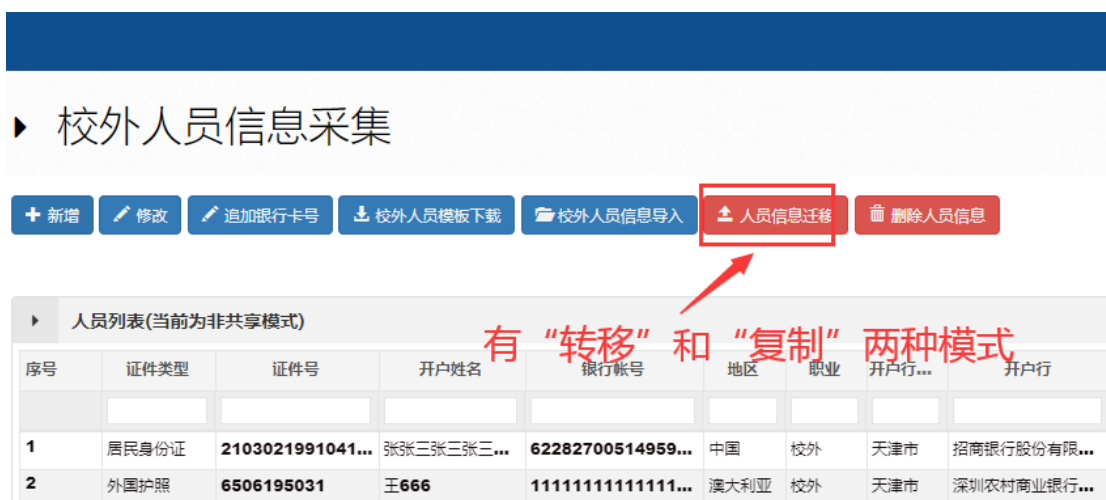 校外人员信息采集
新增 修改 追加银行卡号 校外人员模板下载 校外人员信息导入 人员信息迁移 删除人员信息
人员列表(当前为非共享模式)
有“转移”和“复制”两种模式
序号 证件类型 证件号 开户姓名 银行帐号 地区 职业 开户行... 开户行
1 居民身份证 2103021991041... 张张三张三张三... 62282700514959... 中国 校外 天津市 招商银行股份有限...
2 外国护照 6506195031 王666 11111111111111... 澳大利亚 校外 天津市 深圳农村商业银行...